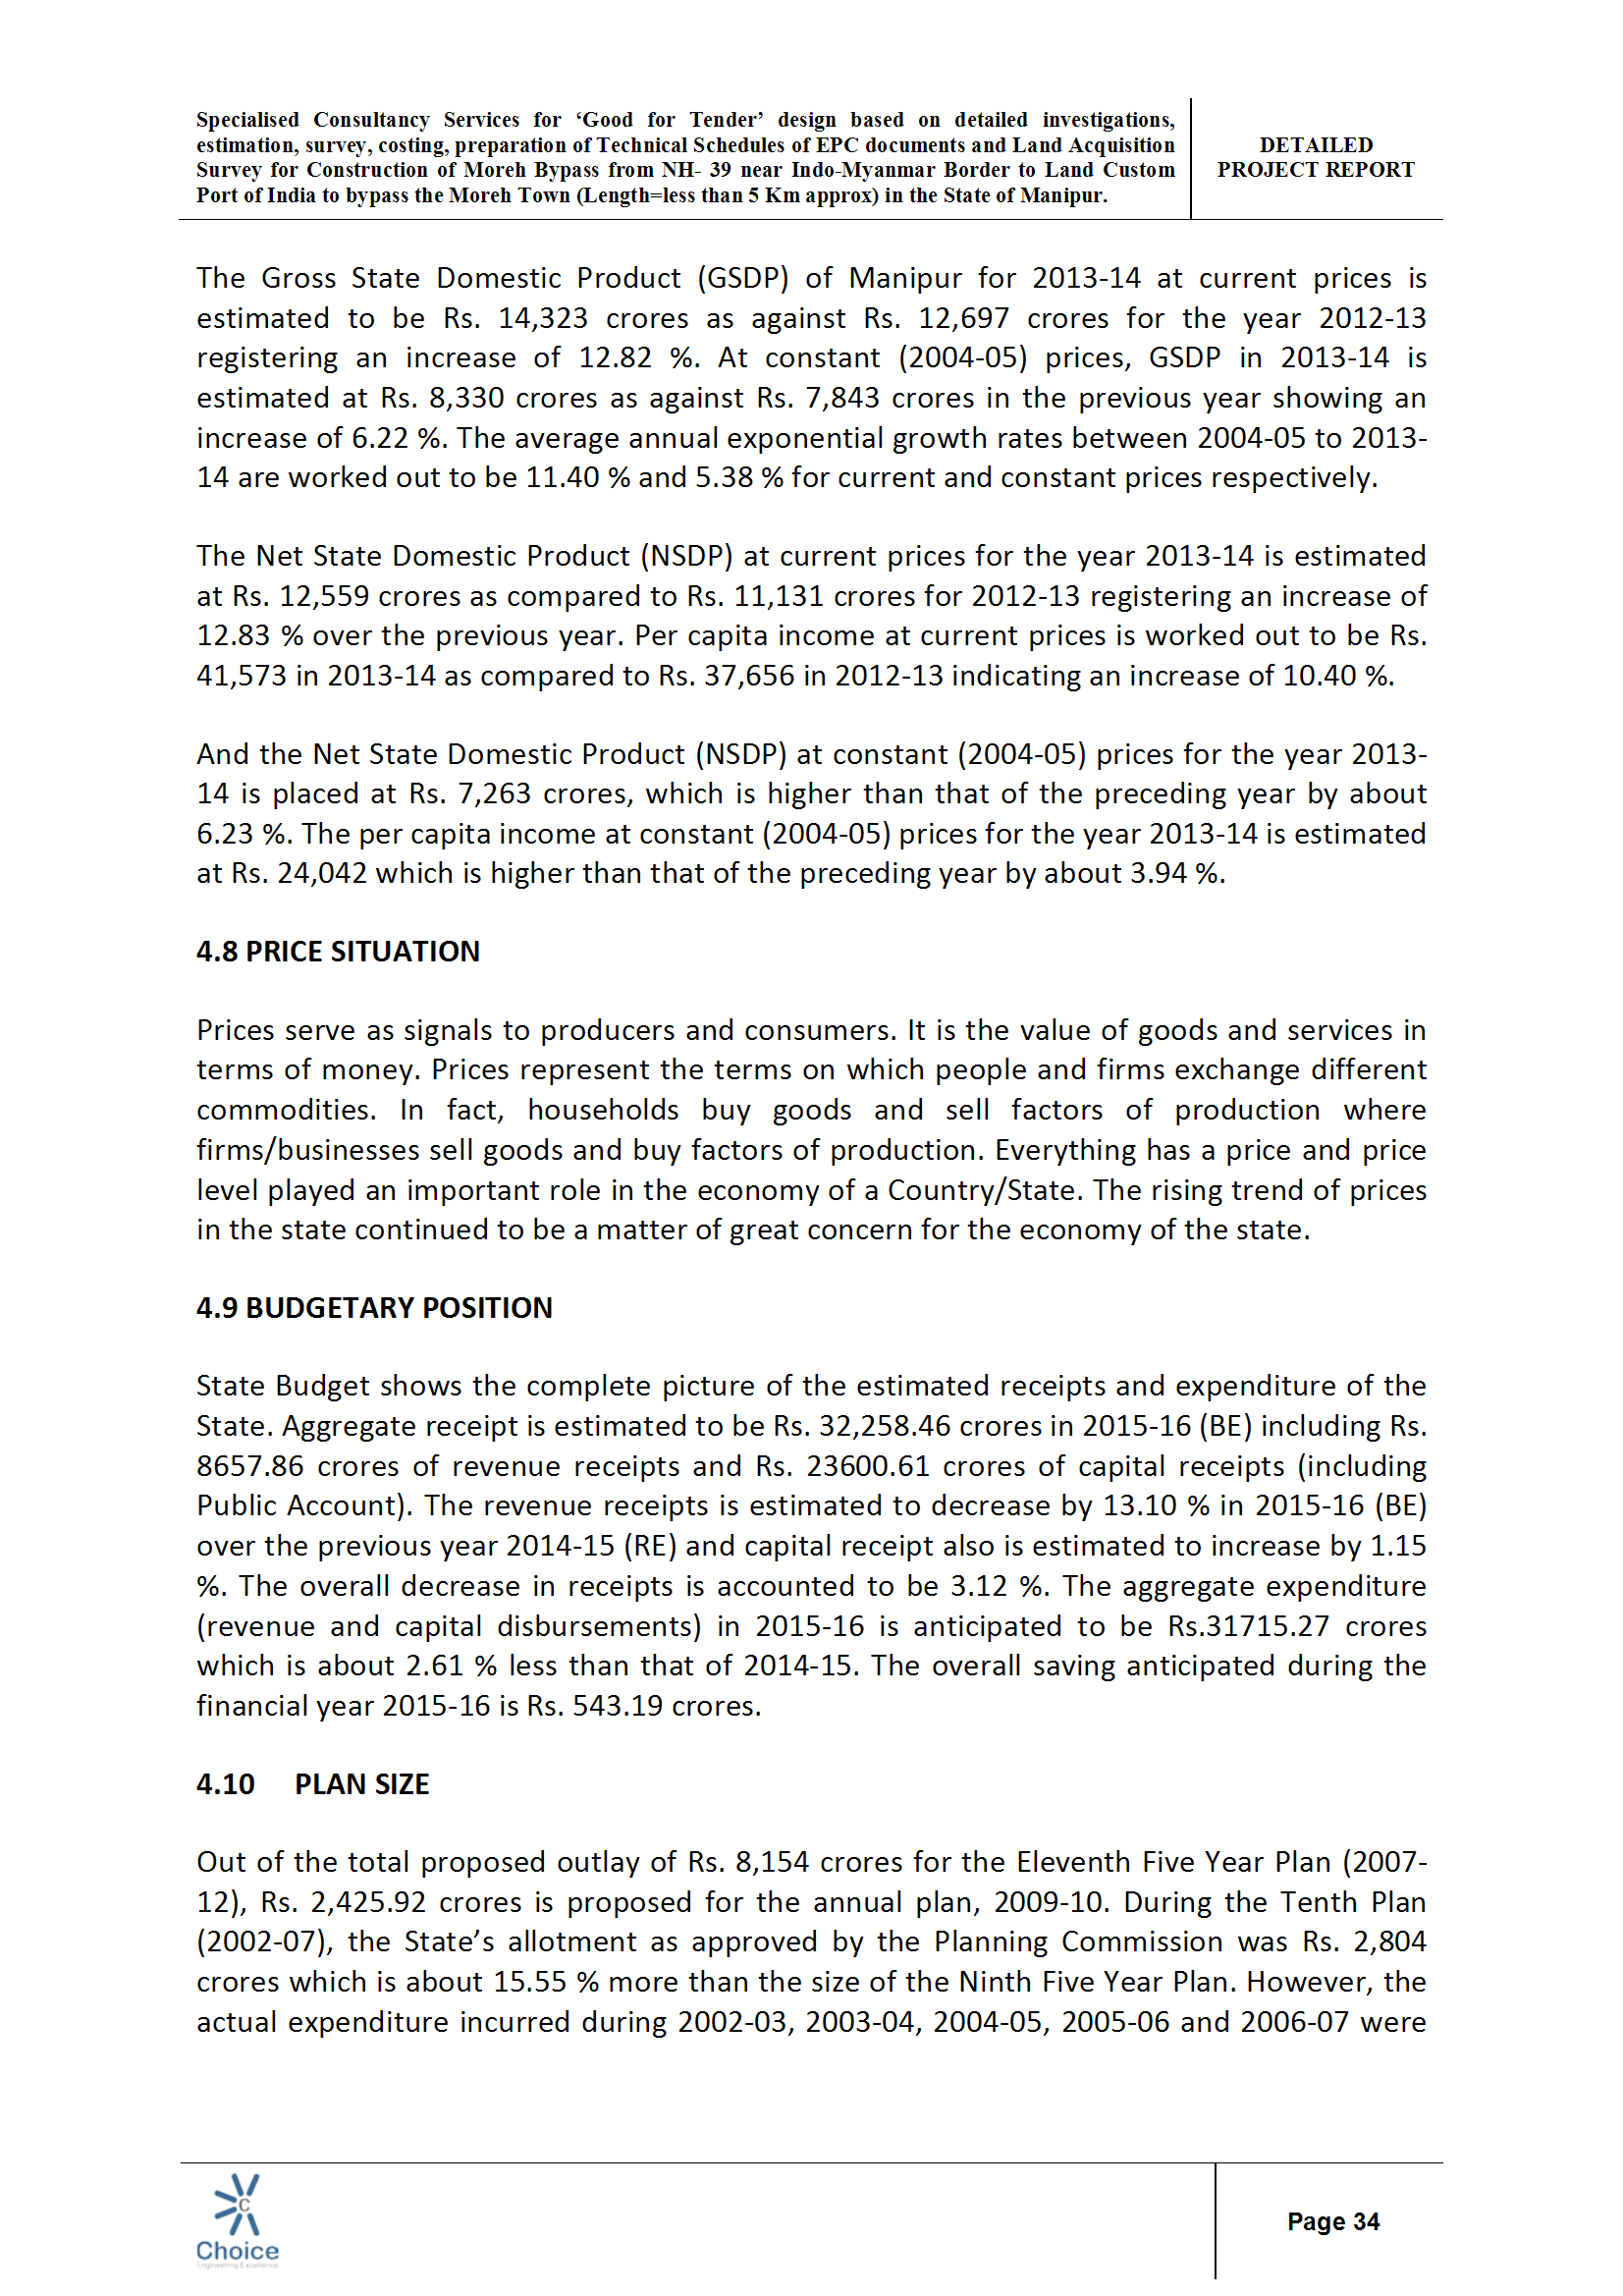 Specialised Consultancy Services for ‘Good for Tender’ design based on detailed investigations,
estimation, survey, costing, preparation of Technical Schedules of EPC documents and Land Acquisition
Survey for Construction of Moreh Bypass from NH- 39 near Indo-Myanmar Border to Land Custom
Port of India to bypass the Moreh Town (Length=less than 5 Km approx) in the State of Manipur.
DETAILED
PROJECT REPORT
The Gross State Domestic Product (GSDP) of Manipur for 2013-14 at current prices is
estimated to be Rs. 14,323 crores as against Rs. 12,697 crores for the year 2012-13
registering an increase of 12.82 %. At constant (2004-05) prices, GSDP in 2013-14 is
estimated at Rs. 8,330 crores as against Rs. 7,843 crores in the previous year showing an
increase of 6.22 %. The average annual exponential growth rates between 2004-05 to 2013-
14 are worked out to be 11.40 % and 5.38 % for current and constant prices respectively.
The Net State Domestic Product (NSDP) at current prices for the year 2013-14 is estimated
at Rs. 12,559 crores as compared to Rs. 11,131 crores for 2012-13 registering an increase of
12.83 % over the previous year. Per capita income at current prices is worked out to be Rs.
41,573 in 2013-14 as compared to Rs. 37,656 in 2012-13 indicating an increase of 10.40 %.
And the Net State Domestic Product (NSDP) at constant (2004-05) prices for the year 2013-
14 is placed at Rs. 7,263 crores, which is higher than that of the preceding year by about
6.23 %. The per capita income at constant (2004-05) prices for the year 2013-14 is estimated
at Rs. 24,042 which is higher than that of the preceding year by about 3.94 %.
4.8 PRICE SITUATION
Prices serve as signals to producers and consumers. It is the value of goods and services in
terms of money. Prices represent the terms on which people and firms exchange different
commodities. In fact, households buy goods and sell factors of production where
firms/businesses sell goods and buy factors of production. Everything has a price and price
level played an important role in the economy of a Country/State. The rising trend of prices
in the state continued to be a matter of great concern for the economy of the state.
4.9 BUDGETARY POSITION
State Budget shows the complete picture of the estimated receipts and expenditure of the
State. Aggregate receipt is estimated to be Rs. 32,258.46 crores in 2015-16 (BE) including Rs.
8657.86 crores of revenue receipts and Rs. 23600.61 crores of capital receipts (including
Public Account). The revenue receipts is estimated to decrease by 13.10 % in 2015-16 (BE)
over the previous year 2014-15 (RE) and capital receipt also is estimated to increase by 1.15
%. The overall decrease in receipts is accounted to be 3.12 %. The aggregate expenditure
(revenue and capital disbursements) in 2015-16 is anticipated to be Rs.31715.27 crores
which is about 2.61 % less than that of 2014-15. The overall saving anticipated during the
financial year 2015-16 is Rs. 543.19 crores.
4.10 PLAN SIZE
Out of the total proposed outlay of Rs. 8,154 crores for the Eleventh Five Year Plan (2007-
12), Rs. 2,425.92 crores is proposed for the annual plan, 2009-10. During the Tenth Plan
(2002-07), the State’s allotment as approved by the Planning Commission was Rs. 2,804
crores which is about 15.55 % more than the size of the Ninth Five Year Plan. However, the
actual expenditure incurred during 2002-03, 2003-04, 2004-05, 2005-06 and 2006-07 were
C
Choice
Engineering Excellence
Page 34